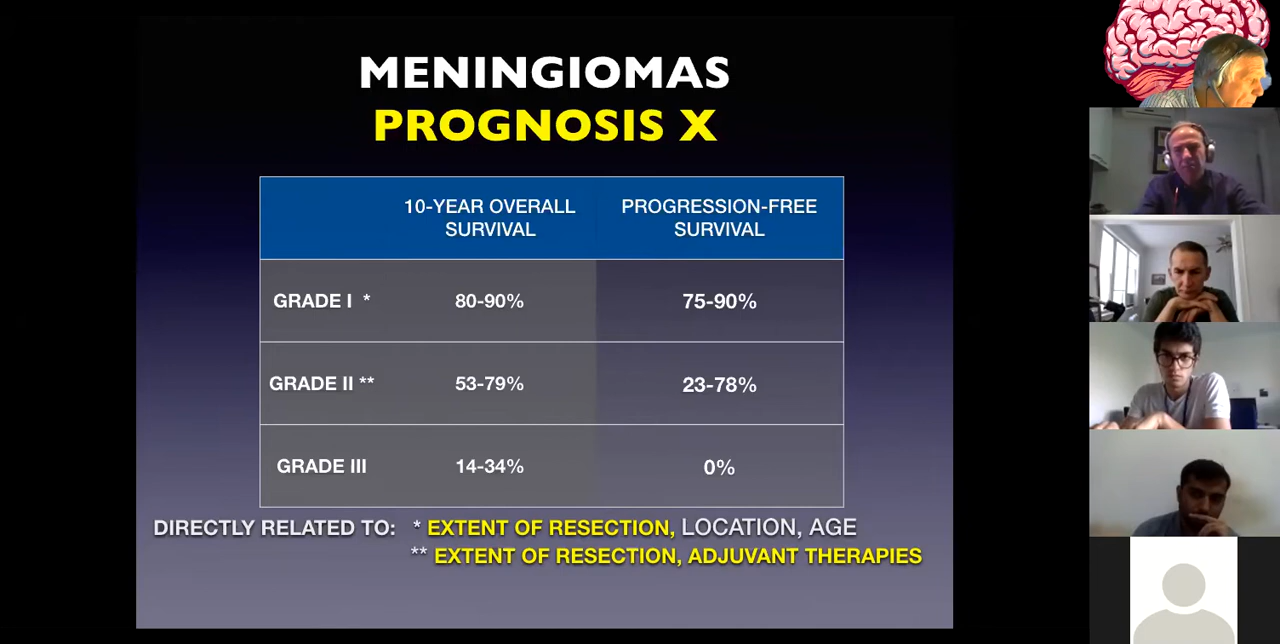 MENINGIOMAS
PROGNOSIS X
10-YEAR OVERALL SURVIVAL
PROGRESSION-FREE SURVIVAL
GRADE I * 80-90% 75-90%
GRADE II ** 53-79% 23-78%
GRADE III 14-34% 0%
DIRECTLY RELATED TO: * EXTENT OF RESECTION, LOCATION, AGE
** EXTENT OF RESECTION, ADJUVANT THERAPIES